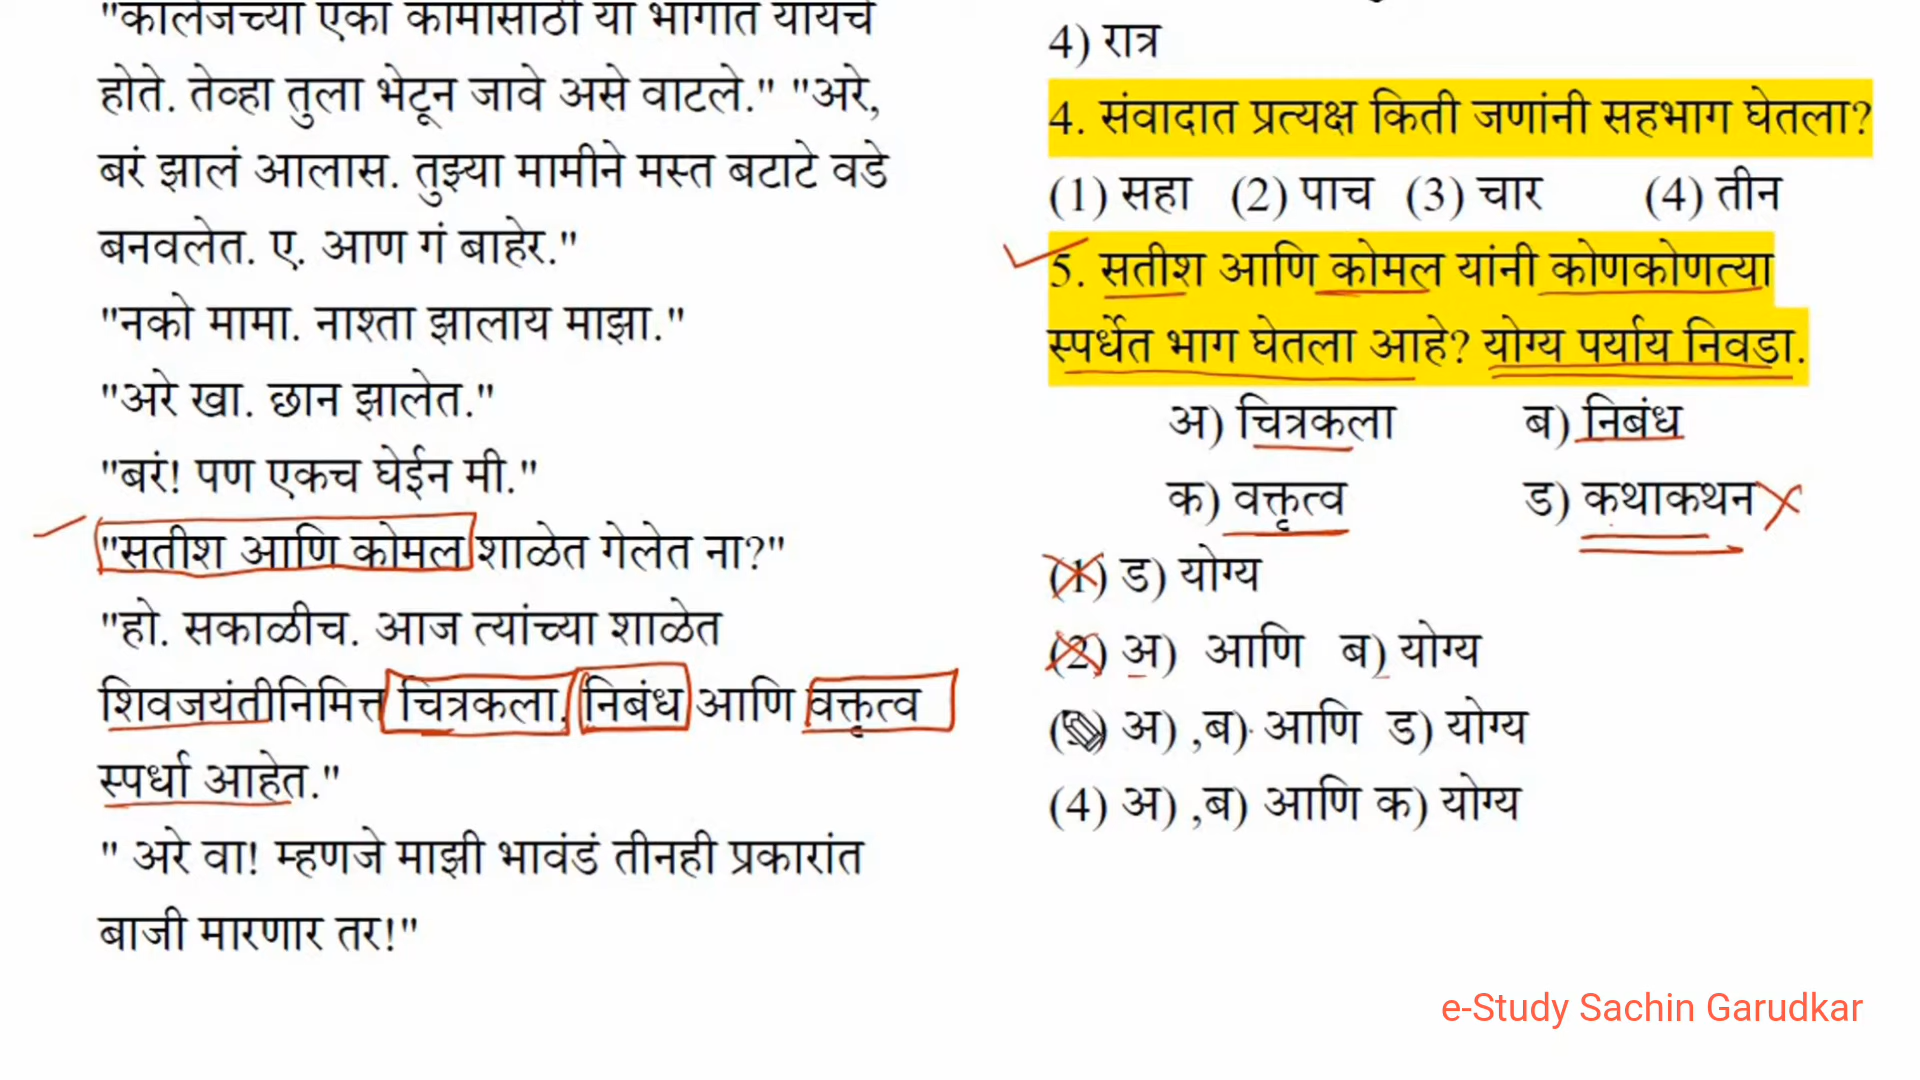 "कॉलेजच्या एका कामासाठी या भागात यायचे
होते. तेव्हा तुला भेटून जावे असे वाटले." "अरे,
बरं झालं आलास. तुझ्या मामीने मस्त बटाटे वडे
बनवलेत. ए. आण गं बाहेर."
"नको मामा. नाश्ता झालाय माझा."
"अरे खा. छान झालेत."
"बरं! पण एकच घेईन मी."
"सतीश आणि कोमल शाळेत गेलेत ना?"
"हो. सकाळीच. आज त्यांच्या शाळेत
शिवजयंतीनिमित्त चित्रकला, निबंध आणि वक्तृत्व
स्पर्धा आहेत."
" अरे वा! म्हणजे माझी भावंडं तीनही प्रकारांत
बाजी मारणार तर!"
4) रात्र
4. संवादात प्रत्यक्ष किती जणांनी सहभाग घेतला?
(1) सहा (2) पाच (3) चार (4) तीन
5. सतीश आणि कोमल यांनी कोणकोणत्या
स्पर्धेत भाग घेतला आहे? योग्य पर्याय निवडा.
अ) चित्रकला ब) निबंध
क) वक्तृत्व ड) कथाकथन
(1) ड) योग्य
(2) अ) आणि ब) योग्य
अ) ,ब) आणि ड) योग्य
(4) अ) ,ब) आणि क) योग्य
e-Study Sachin Garudkar